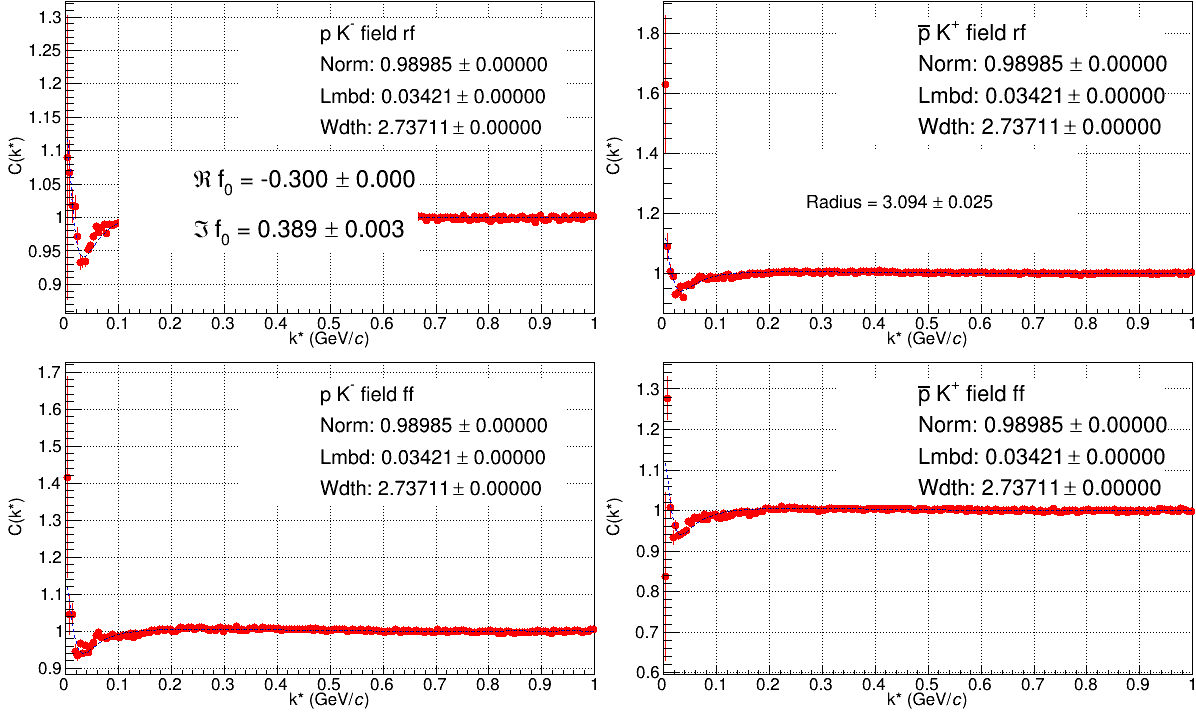 1.3
1.25
1.2
1.15
1.1
1.05
1
0.95
0.9
C(k*)
p K⁻ field rf
Norm: 0.98985 ± 0.00000
Lmbd: 0.03421 ± 0.00000
Wdth: 2.73711 ± 0.00000
ℜ f₀ = -0.300 ± 0.000
ℑ f₀ = 0.389 ± 0.003
0 0.1 0.2 0.3 0.4 0.5 0.6 0.7 0.8 0.9 1
k* (GeV/c)
1.8
1.6
1.4
1.2
1
C(k*)
p̅ K⁺ field rf
Norm: 0.98985 ± 0.00000
Lmbd: 0.03421 ± 0.00000
Wdth: 2.73711 ± 0.00000
Radius = 3.094 ± 0.025
0 0.1 0.2 0.3 0.4 0.5 0.6 0.7 0.8 0.9 1
k* (GeV/c)
1.7
1.6
1.5
1.4
1.3
1.2
1.1
1
0.9
C(k*)
p K⁻ field ff
Norm: 0.98985 ± 0.00000
Lmbd: 0.03421 ± 0.00000
Wdth: 2.73711 ± 0.00000
0 0.1 0.2 0.3 0.4 0.5 0.6 0.7 0.8 0.9 1
k* (GeV/c)
1.3
1.2
1.1
1
0.9
0.8
0.7
0.6
C(k*)
p̅ K⁺ field ff
Norm: 0.98985 ± 0.00000
Lmbd: 0.03421 ± 0.00000
Wdth: 2.73711 ± 0.00000
0 0.1 0.2 0.3 0.4 0.5 0.6 0.7 0.8 0.9 1
k* (GeV/c)